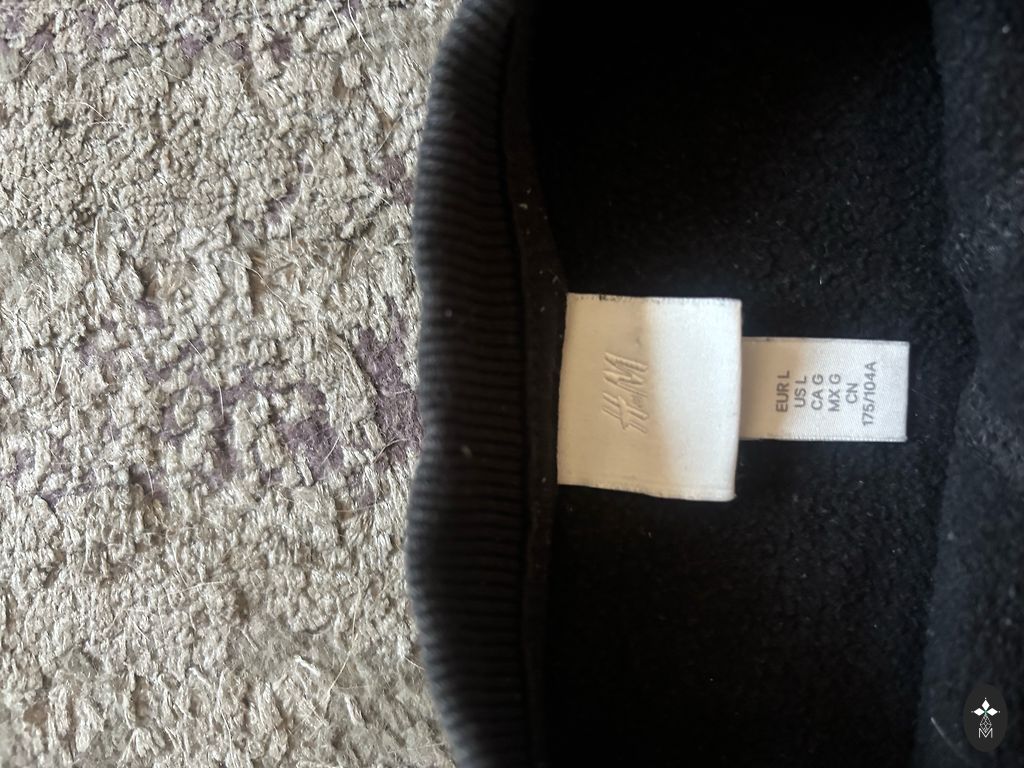 H&M
EUR L
US L
CA G
MX G
CN
175/104A
M